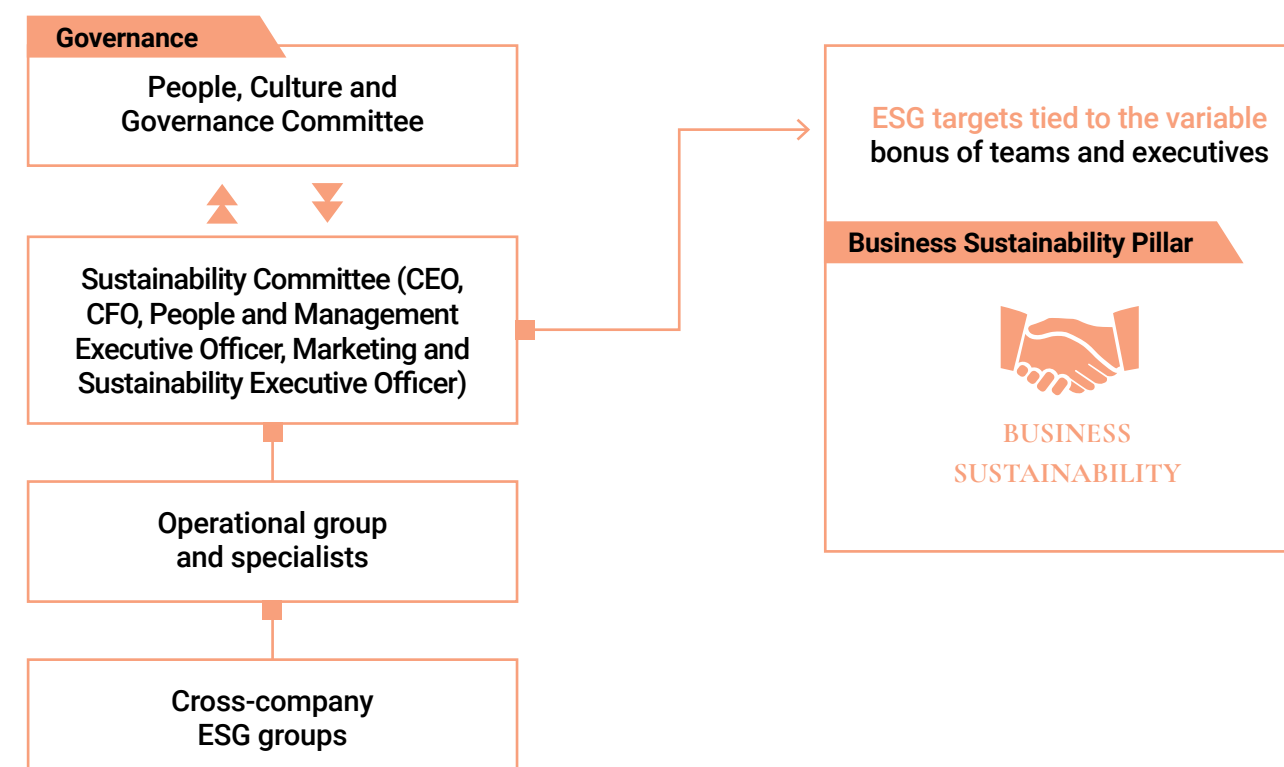 Governance
People, Culture and
Governance Committee
Sustainability Committee (CEO,
CFO, People and Management
Executive Officer, Marketing and
Sustainability Executive Officer)
Operational group
and specialists
Cross-company
ESG groups
ESG targets tied to the variable
bonus of teams and executives
Business Sustainability Pillar
BUSINESS
SUSTAINABILITY